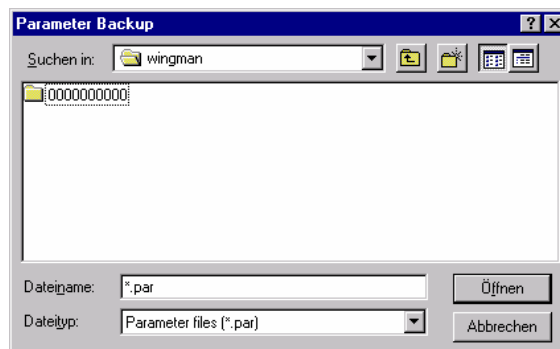 Parameter Backup
Suchen in: wingman
0000000000
Dateiname: *.par Öffnen
Dateityp: Parameter files (*.par) Abbrechen